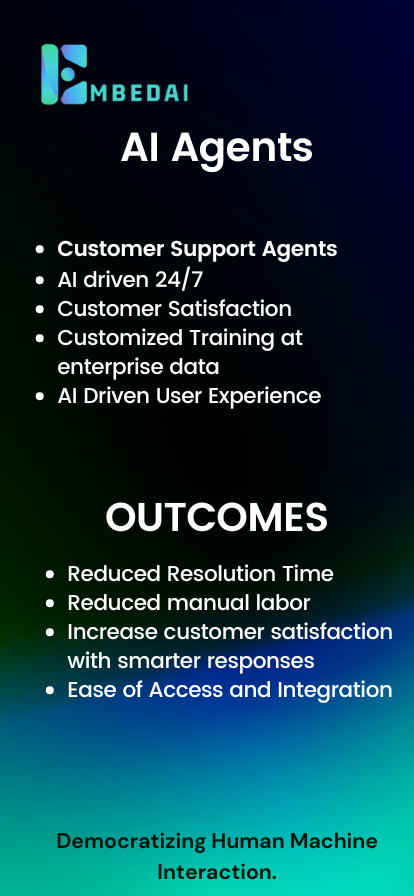 EMBEDAI
AI Agents
Customer Support Agents
AI driven 24/7
Customer Satisfaction
Customized Training at
enterprise data
AI Driven User Experience
OUTCOMES
Reduced Resolution Time
Reduced manual labor
Increase customer satisfaction
with smarter responses
Ease of Access and Integration
Democratizing Human Machine
Interaction.